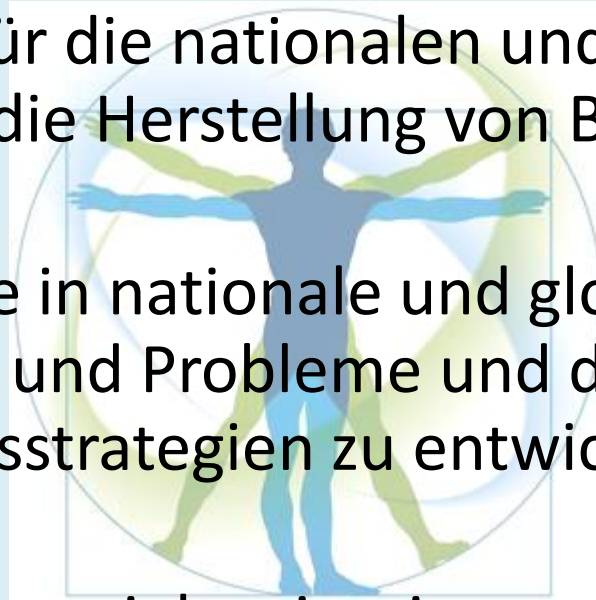 ür die nationalen und
die Herstellung von B
e in nationale und glo
und Probleme und d
sstrategien zu entwic